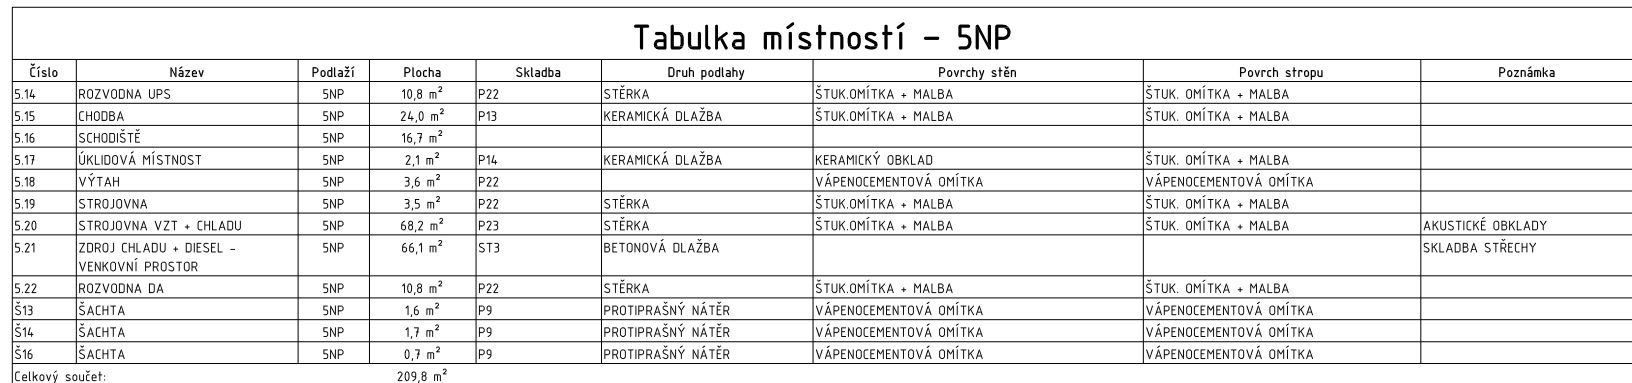 Tabulka místností - 5NP
Číslo Název Podlaží Plocha Skladba Druh podlahy Povrchy stěn Povrch stropu Poznámka
5.14 ROZVODNA UPS 5NP 10,8 m² P22 STĚRKA ŠTUK.OMÍTKA + MALBA ŠTUK. OMÍTKA + MALBA
5.15 CHODBA 5NP 24,0 m² P13 KERAMICKÁ DLAŽBA ŠTUK.OMÍTKA + MALBA ŠTUK. OMÍTKA + MALBA
5.16 SCHODIŠTĚ 5NP 16,7 m²
5.17 ÚKLIDOVÁ MÍSTNOST 5NP 2,1 m² P14 KERAMICKÁ DLAŽBA KERAMICKÝ OBKLAD ŠTUK. OMÍTKA + MALBA
5.18 VÝTAH 5NP 3,6 m² P22 VÁPENOCEMENTOVÁ OMÍTKA VÁPENOCEMENTOVÁ OMÍTKA
5.19 STROJOVNA 5NP 3,5 m² P22 STĚRKA ŠTUK.OMÍTKA + MALBA ŠTUK. OMÍTKA + MALBA
5.20 STROJOVNA VZT + CHLADU 5NP 68,2 m² P23 STĚRKA ŠTUK.OMÍTKA + MALBA ŠTUK. OMÍTKA + MALBA AKUSTICKÉ OBKLADY
5.21 ZDROJ CHLADU + DIESEL - 5NP 66,1 m² ST3 BETONOVÁ DLAŽBA SKLADBA STŘECHY
VENKOVNÍ PROSTOR
5.22 ROZVODNA DA 5NP 10,8 m² P22 STĚRKA ŠTUK.OMÍTKA + MALBA ŠTUK. OMÍTKA + MALBA
Š13 ŠACHTA 5NP 1,6 m² P9 PROTIPRAŠNÝ NÁTĚR VÁPENOCEMENTOVÁ OMÍTKA VÁPENOCEMENTOVÁ OMÍTKA
Š14 ŠACHTA 5NP 1,7 m² P9 PROTIPRAŠNÝ NÁTĚR VÁPENOCEMENTOVÁ OMÍTKA VÁPENOCEMENTOVÁ OMÍTKA
Š16 ŠACHTA 5NP 0,7 m² P9 PROTIPRAŠNÝ NÁTĚR VÁPENOCEMENTOVÁ OMÍTKA VÁPENOCEMENTOVÁ OMÍTKA
Celkový součet: 209,8 m²